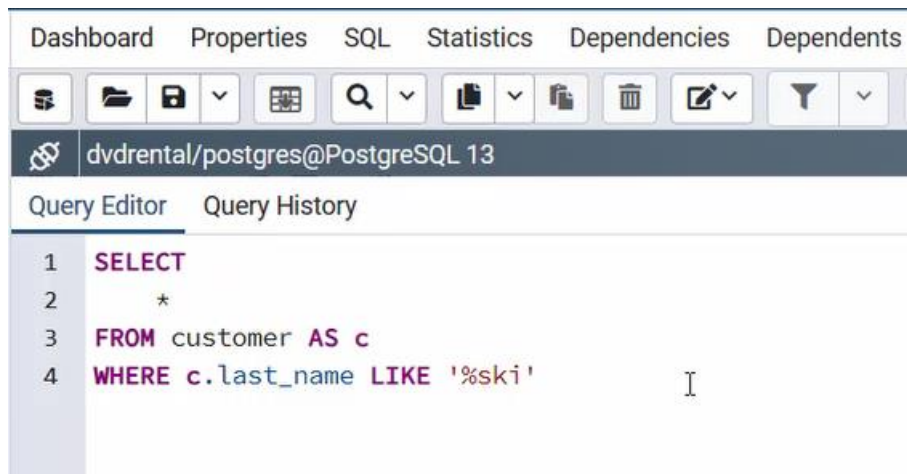 Dashboard Properties SQL Statistics Dependencies Dependents
dvdrental/postgres@PostgreSQL 13
Query Editor Query History
1 SELECT
2 *
3 FROM customer AS c
4 WHERE c.last_name LIKE '%ski'